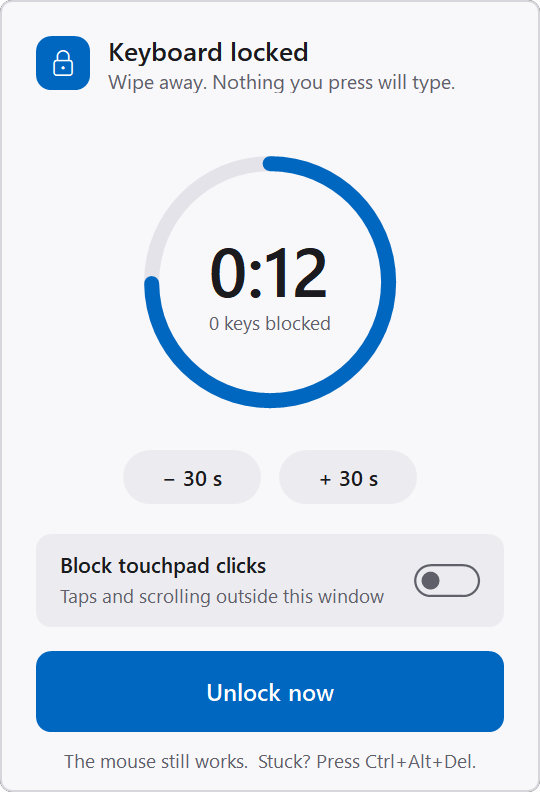 Keyboard locked
Wipe away. Nothing you press will type.
0:12
0 keys blocked
− 30 s
+ 30 s
Block touchpad clicks
Taps and scrolling outside this window
Unlock now
The mouse still works.  Stuck? Press Ctrl+Alt+Del.